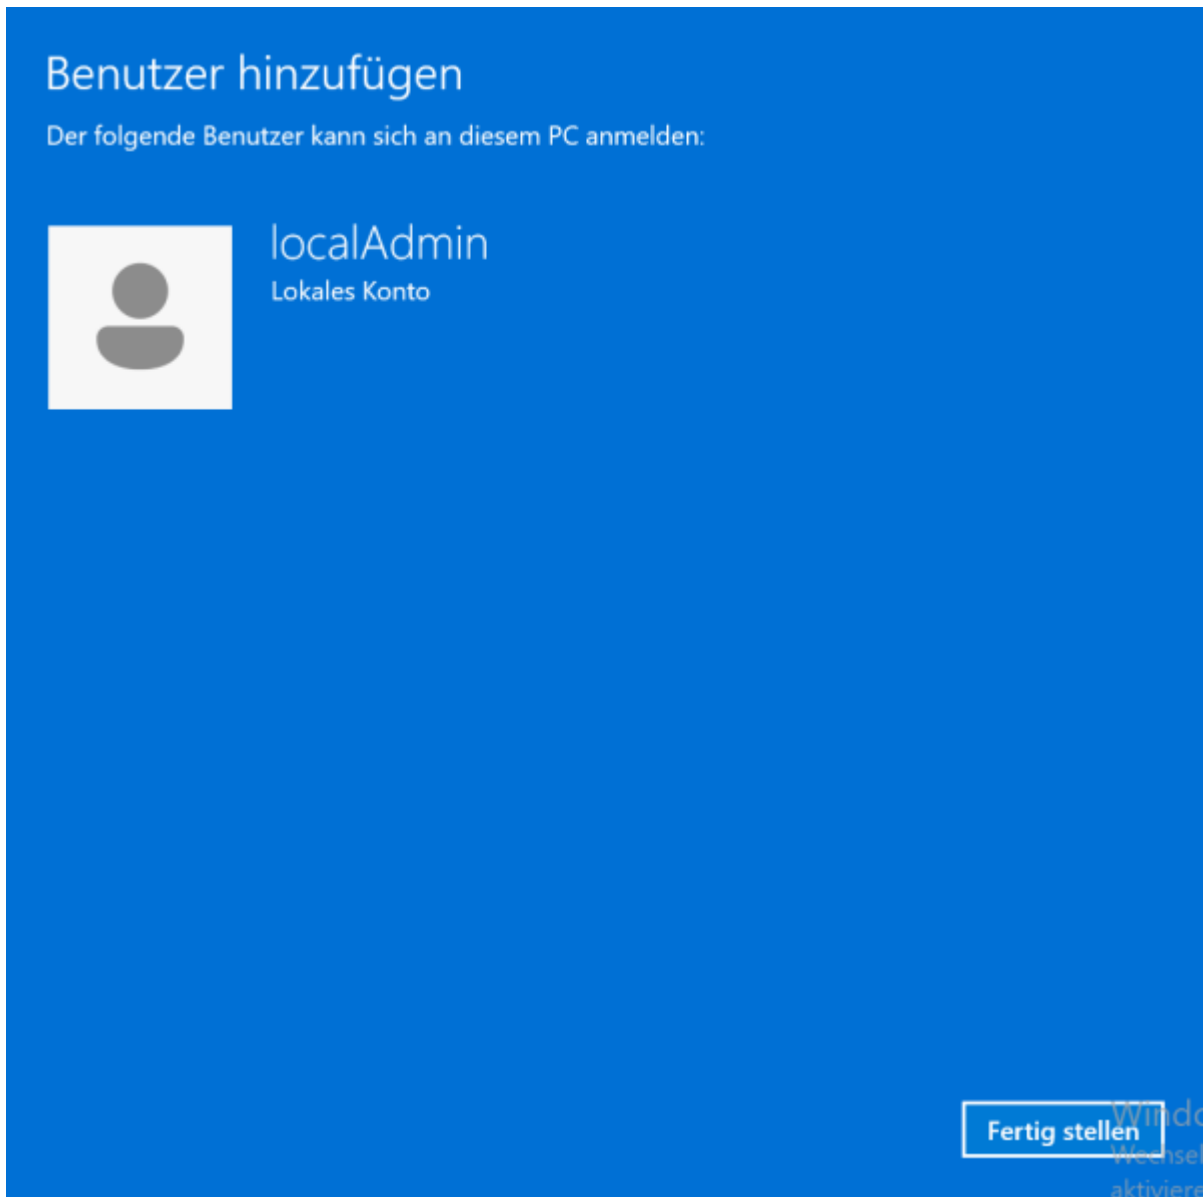 Benutzer hinzufügen
Der folgende Benutzer kann sich an diesem PC anmelden:
localAdmin
Lokales Konto
Fertig stellen